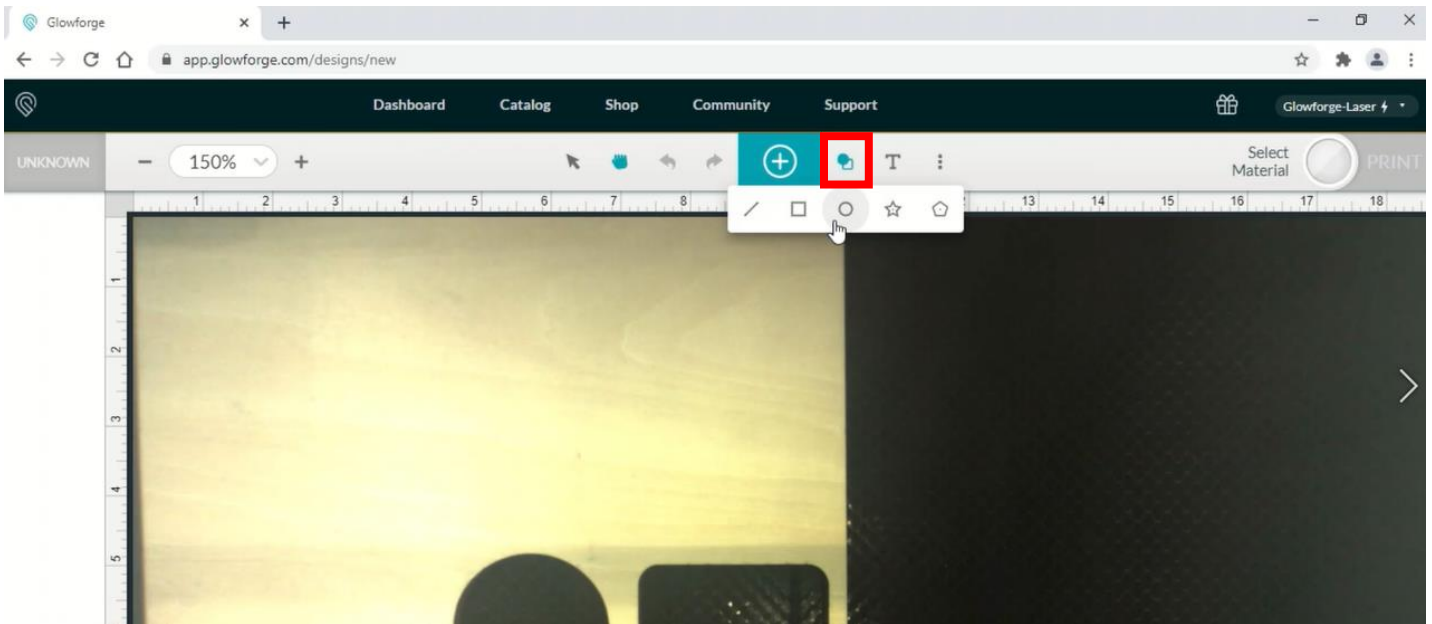 Glowforge
app.glowforge.com/designs/new
Dashboard Catalog Shop Community Support Glowforge-Laser
UNKNOWN 150% T Select Material PRINT
1 2 3 4 5 6 7 8 13 14 15 16 17 18
1
2
3
4
5